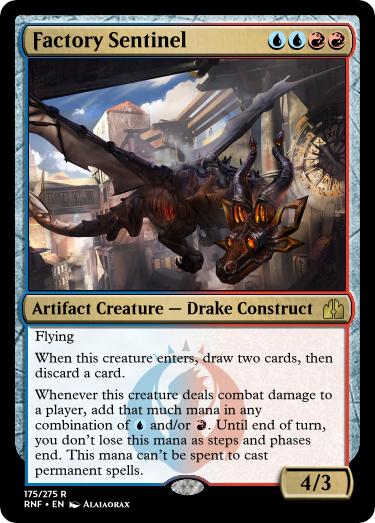 Factory Sentinel
Artifact Creature — Drake Construct
Flying
When this creature enters, draw two cards, then
discard a card.
Whenever this creature deals combat damage to
a player, add that much mana in any
combination of and/or . Until end of turn,
you don't lose this mana as steps and phases
end. This mana can't be spent to cast
permanent spells.
4/3
175/275 R
RNF • EN Alaiaorax